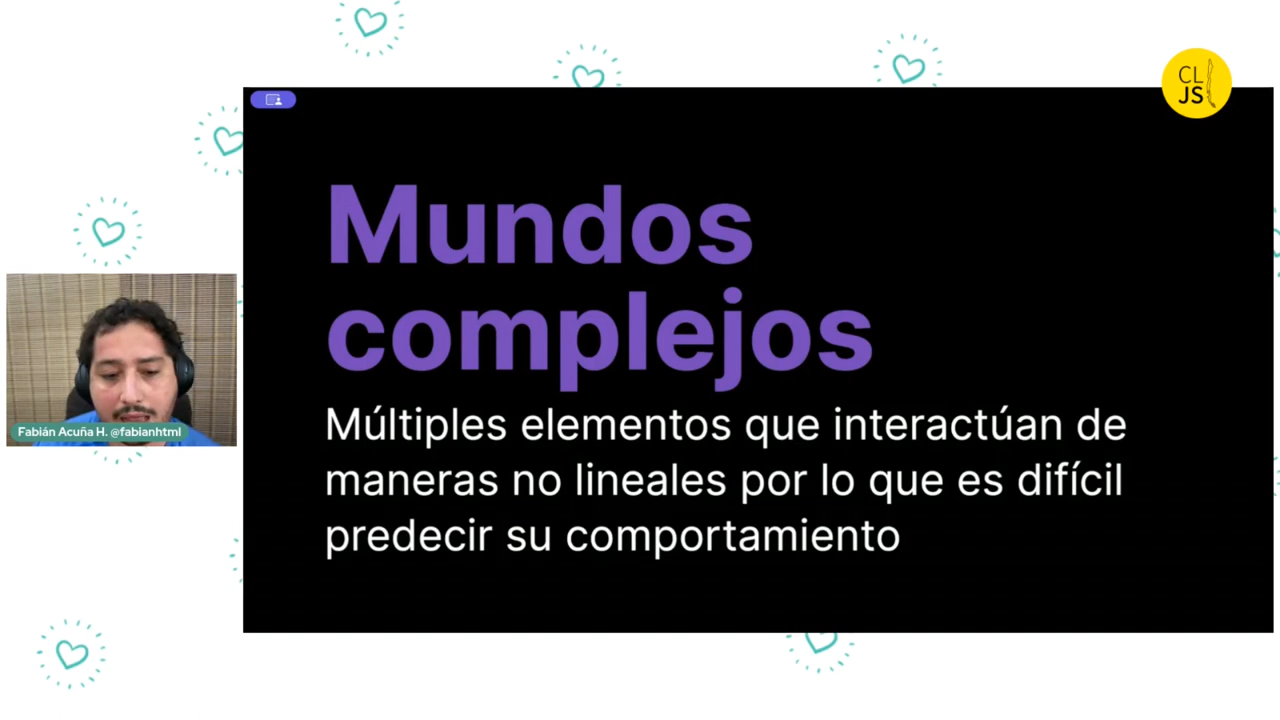 CL
JS
Mundos
complejos
Múltiples elementos que interactúan de
maneras no lineales por lo que es difícil
predecir su comportamiento
Fabián Acuña H. @fabianhtml